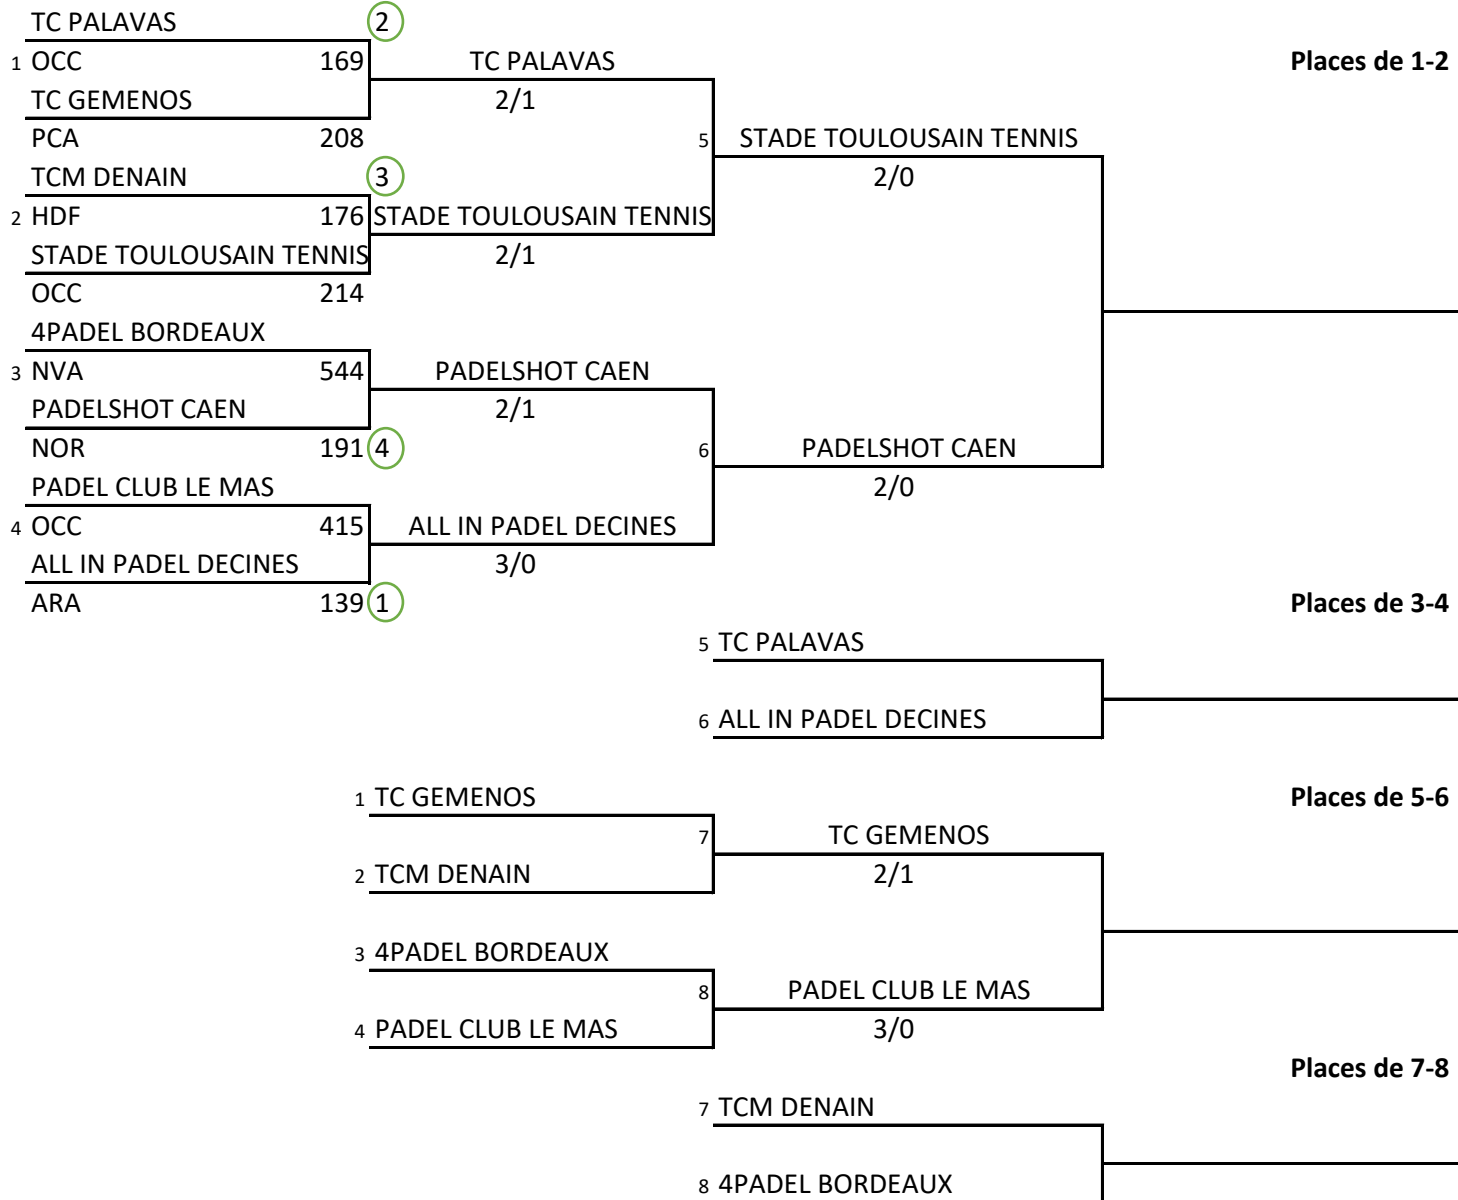 TC PALAVAS 2
1 OCC 169 TC PALAVAS Places de 1-2
TC GEMENOS 2/1
PCA 208 5 STADE TOULOUSAIN TENNIS
TCM DENAIN 3 2/0
2 HDF 176 STADE TOULOUSAIN TENNIS
STADE TOULOUSAIN TENNIS 2/1
OCC 214
4PADEL BORDEAUX
3 NVA 544 PADELSHOT CAEN
PADELSHOT CAEN 2/1
NOR 191 4 6 PADELSHOT CAEN
PADEL CLUB LE MAS 2/0
4 OCC 415 ALL IN PADEL DECINES
ALL IN PADEL DECINES 3/0
ARA 139 1 Places de 3-4
5 TC PALAVAS
6 ALL IN PADEL DECINES
1 TC GEMENOS Places de 5-6
7 TC GEMENOS
2 TCM DENAIN 2/1
3 4PADEL BORDEAUX
8 PADEL CLUB LE MAS
4 PADEL CLUB LE MAS 3/0
Places de 7-8
7 TCM DENAIN
8 4PADEL BORDEAUX